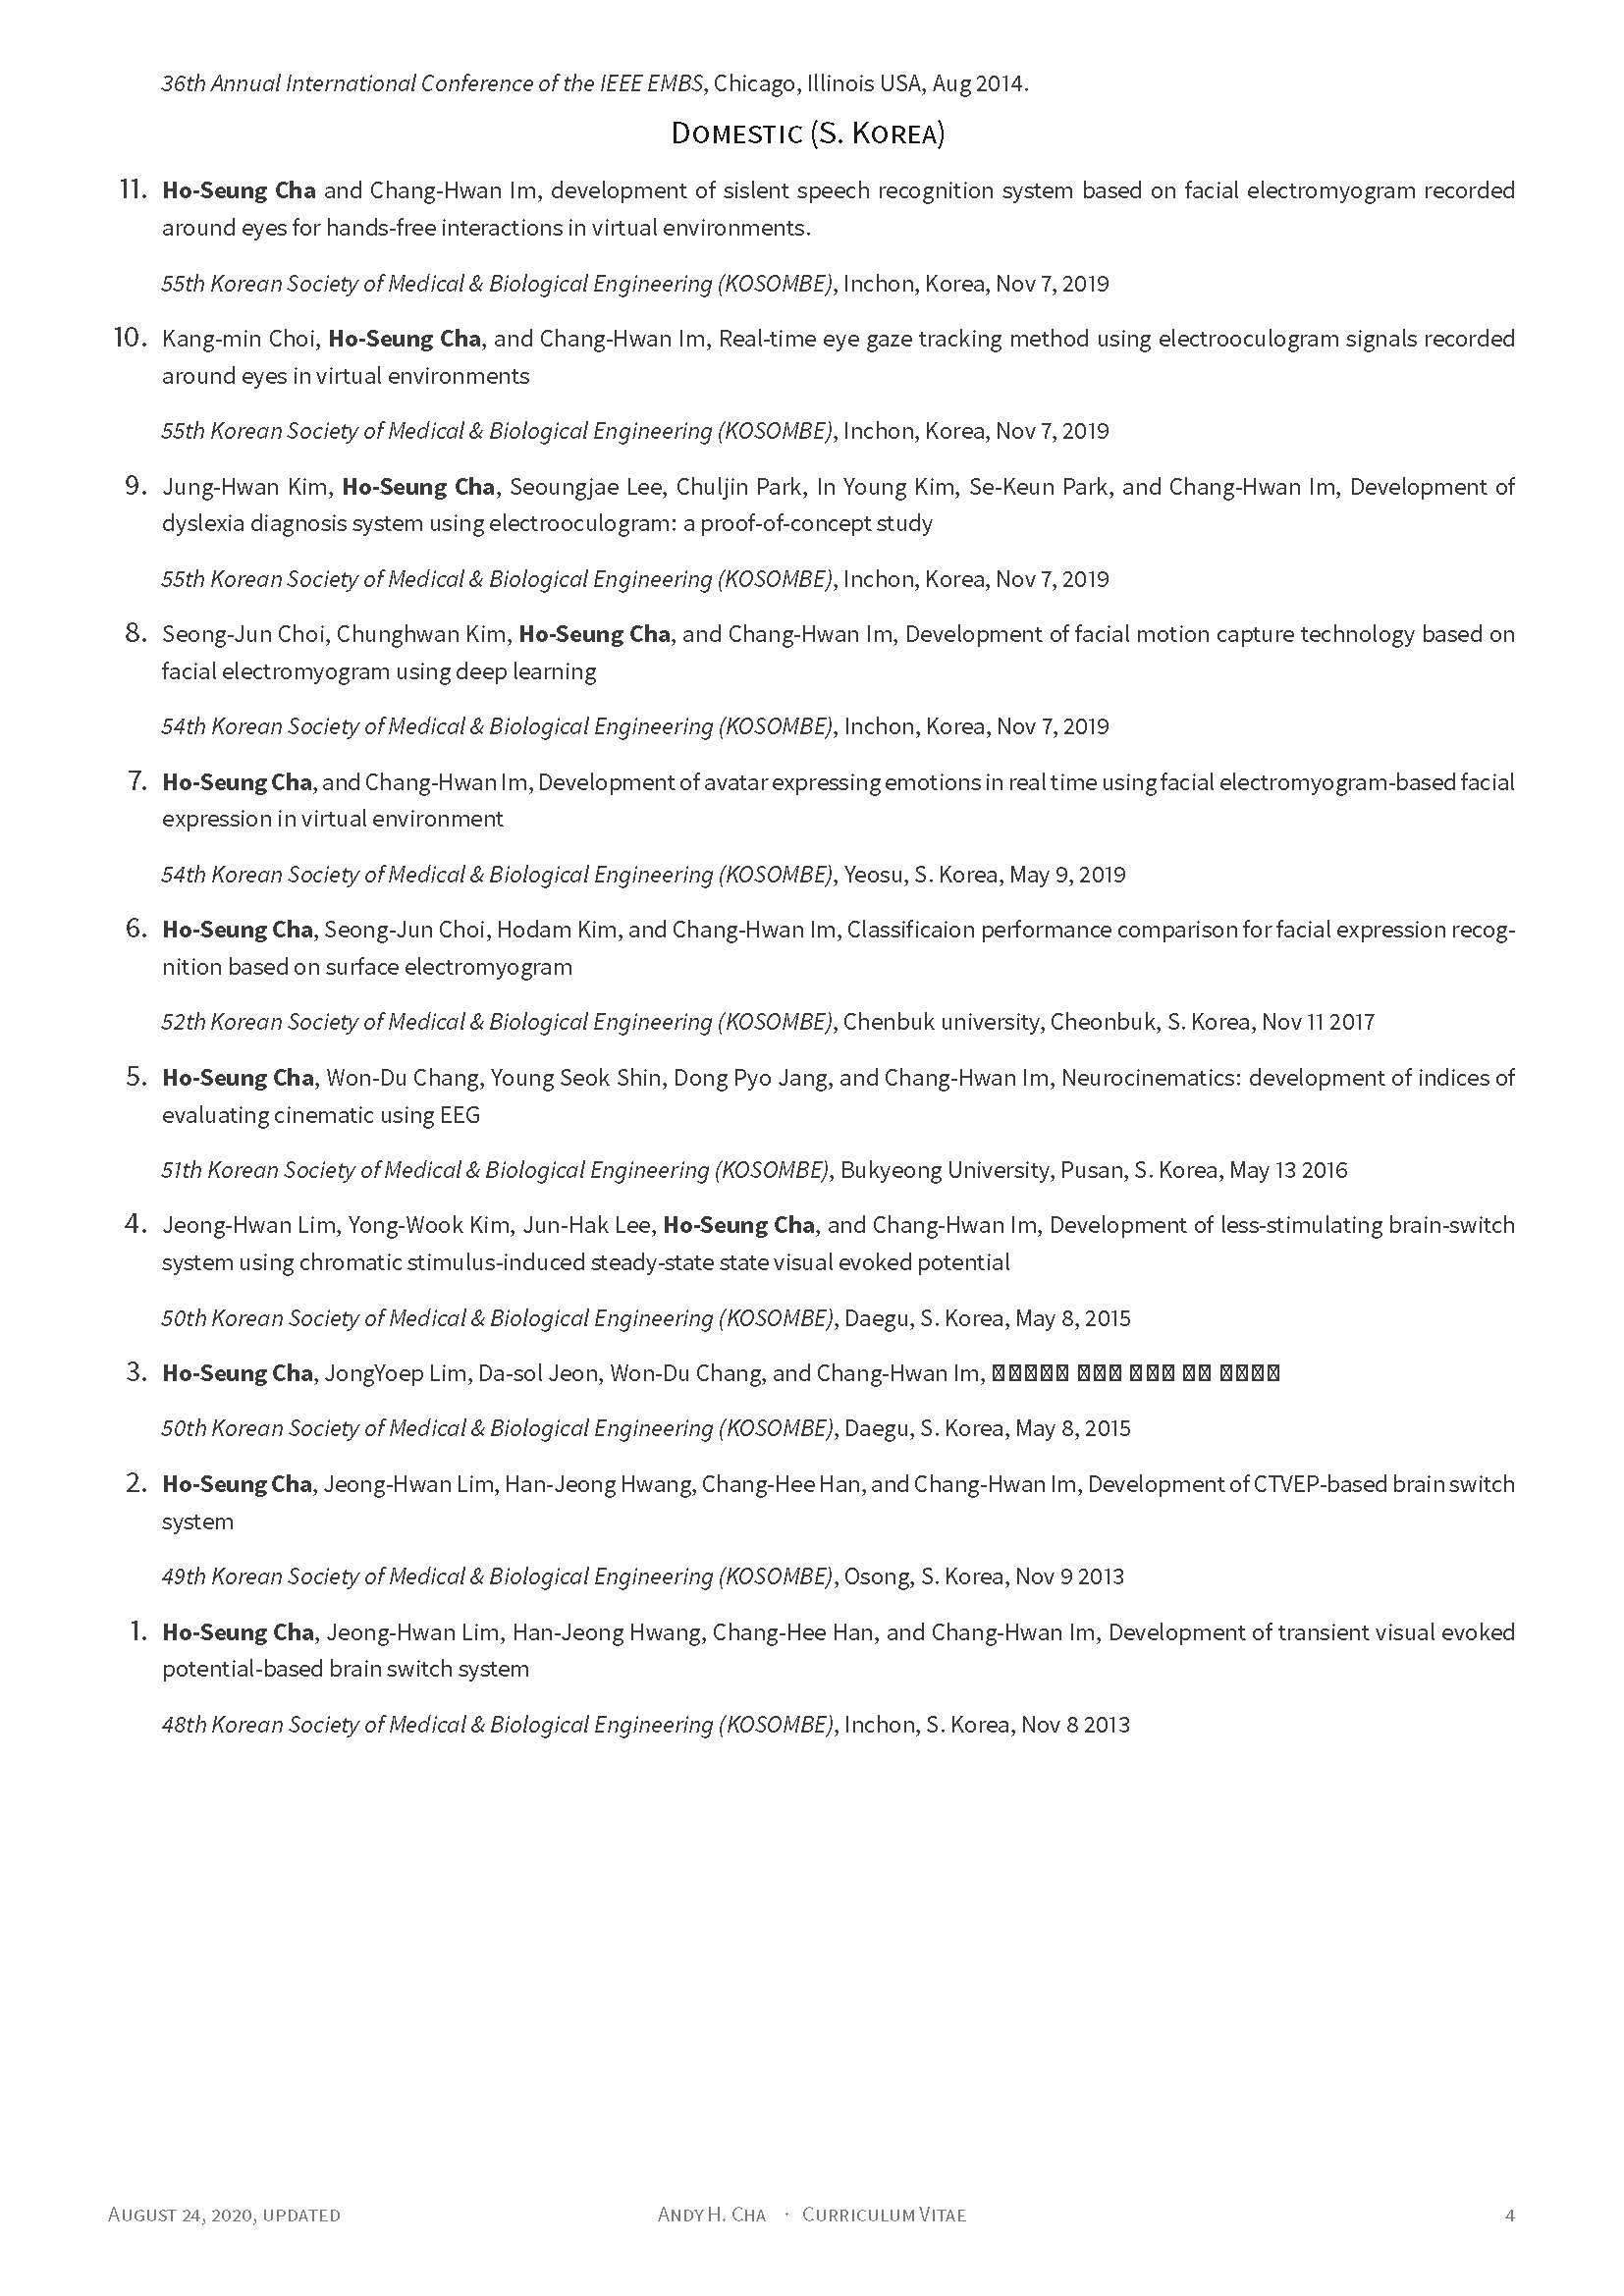 36th Annual International Conference of the IEEE EMBS, Chicago, Illinois USA, Aug 2014.
Domestic (S. Korea)
11. Ho-Seung Cha and Chang-Hwan Im, development of sislent speech recognition system based on facial electromyogram recorded
around eyes for hands-free interactions in virtual environments.
55th Korean Society of Medical & Biological Engineering (KOSOMBE), Inchon, Korea, Nov 7, 2019
10. Kang-min Choi, Ho-Seung Cha, and Chang-Hwan Im, Real-time eye gaze tracking method using electrooculogram signals recorded
around eyes in virtual environments
55th Korean Society of Medical & Biological Engineering (KOSOMBE), Inchon, Korea, Nov 7, 2019
9. Jung-Hwan Kim, Ho-Seung Cha, Seoungjae Lee, Chuljin Park, In Young Kim, Se-Keun Park, and Chang-Hwan Im, Development of
dyslexia diagnosis system using electrooculogram: a proof-of-concept study
55th Korean Society of Medical & Biological Engineering (KOSOMBE), Inchon, Korea, Nov 7, 2019
8. Seong-Jun Choi, Chunghwan Kim, Ho-Seung Cha, and Chang-Hwan Im, Development of facial motion capture technology based on
facial electromyogram using deep learning
54th Korean Society of Medical & Biological Engineering (KOSOMBE), Inchon, Korea, Nov 7, 2019
7. Ho-Seung Cha, and Chang-Hwan Im, Development of avatar expressing emotions in real time using facial electromyogram-based facial
expression in virtual environment
54th Korean Society of Medical & Biological Engineering (KOSOMBE), Yeosu, S. Korea, May 9, 2019
6. Ho-Seung Cha, Seong-Jun Choi, Hodam Kim, and Chang-Hwan Im, Classificaion performance comparison for facial expression recog-
nition based on surface electromyogram
52th Korean Society of Medical & Biological Engineering (KOSOMBE), Chenbuk university, Cheonbuk, S. Korea, Nov 11 2017
5. Ho-Seung Cha, Won-Du Chang, Young Seok Shin, Dong Pyo Jang, and Chang-Hwan Im, Neurocinematics: development of indices of
evaluating cinematic using EEG
51th Korean Society of Medical & Biological Engineering (KOSOMBE), Bukyeong University, Pusan, S. Korea, May 13 2016
4. Jeong-Hwan Lim, Yong-Wook Kim, Jun-Hak Lee, Ho-Seung Cha, and Chang-Hwan Im, Development of less-stimulating brain-switch
system using chromatic stimulus-induced steady-state state visual evoked potential
50th Korean Society of Medical & Biological Engineering (KOSOMBE), Daegu, S. Korea, May 8, 2015
3. Ho-Seung Cha, JongYoep Lim, Da-sol Jeon, Won-Du Chang, and Chang-Hwan Im,
50th Korean Society of Medical & Biological Engineering (KOSOMBE), Daegu, S. Korea, May 8, 2015
2. Ho-Seung Cha, Jeong-Hwan Lim, Han-Jeong Hwang, Chang-Hee Han, and Chang-Hwan Im, Development of CTVEP-based brain switch
system
49th Korean Society of Medical & Biological Engineering (KOSOMBE), Osong, S. Korea, Nov 9 2013
1. Ho-Seung Cha, Jeong-Hwan Lim, Han-Jeong Hwang, Chang-Hee Han, and Chang-Hwan Im, Development of transient visual evoked
potential-based brain switch system
48th Korean Society of Medical & Biological Engineering (KOSOMBE), Inchon, S. Korea, Nov 8 2013
August 24, 2020, updated Andy H. Cha · Curriculum Vitae 4